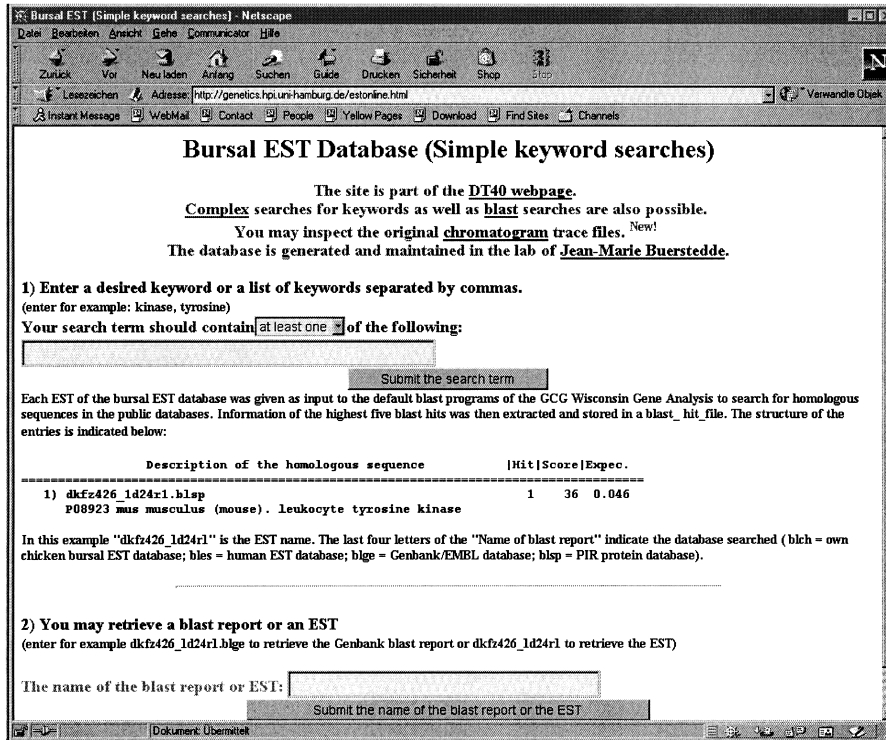 Bursal EST (Simple keyword searches) - Netscape
Datei Bearbeiten Ansicht Gehe Communicator Hilfe
Zurück Vor Neu laden Anfang Suchen Guide Drucken Sicherheit Shop Stop
Lesezeichen Adresse: http://genetics.hpi.uni-hamburg.de/estonline.html Verwandte Objek
Instant Message WebMail Contact People Yellow Pages Download Find Sites Channels
Bursal EST Database (Simple keyword searches)
The site is part of the DT40 webpage.
Complex searches for keywords as well as blast searches are also possible.
You may inspect the original chromatogram trace files. New!
The database is generated and maintained in the lab of Jean-Marie Buerstedde.
1) Enter a desired keyword or a list of keywords separated by commas.
(enter for example: kinase, tyrosine)
Your search term should contain at least one of the following:
Submit the search term
Each EST of the bursal EST database was given as input to the default blast programs of the GCG Wisconsin Gene Analysis to search for homologous
sequences in the public databases. Information of the highest five blast hits was then extracted and stored in a blast_ hit_file. The structure of the
entries is indicated below:
Description of the homologous sequence |Hit|Score|Expec.
================================================================================
1) dkfz426_1d24r1.blsp 1 36 0.046
P08923 mus musculus (mouse). leukocyte tyrosine kinase
In this example "dkfz426_1d24r1" is the EST name. The last four letters of the "Name of blast report" indicate the database searched ( blch = own
chicken bursal EST database; bles = human EST database; blge = Genbank/EMBL database; blsp = PIR protein database).
2) You may retrieve a blast report or an EST
(enter for example dkfz426_1d24r1.blge to retrieve the Genbank blast report or dkfz426_1d24r1 to retrieve the EST)
The name of the blast report or EST:
Submit the name of the blast report or the EST
Dokument: Übermittelt